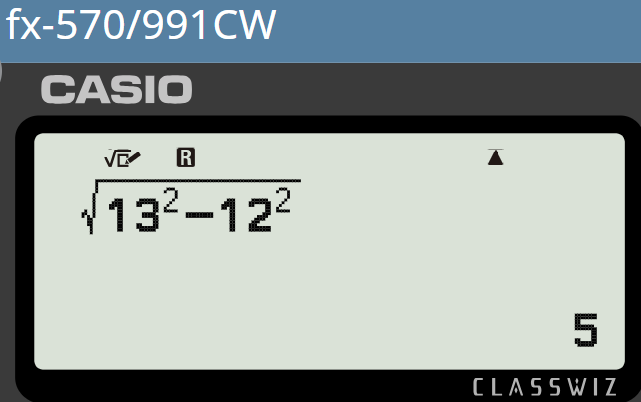 fx-570/991CW
CASIO
√▢ R ▲
√13²−12²
5
CLASSWIZ